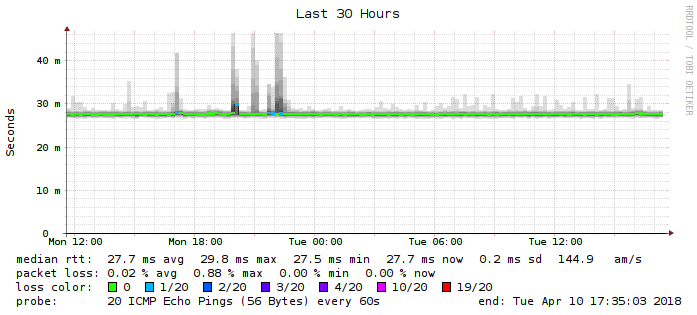 Last 30 Hours
RRDTOOL / TOBI OETIKER
Seconds
40 m
30 m
20 m
10 m
0
Mon 12:00 Mon 18:00 Tue 00:00 Tue 06:00 Tue 12:00
median rtt: 27.7 ms avg 29.8 ms max 27.5 ms min 27.7 ms now 0.2 ms sd 144.9 am/s
packet loss: 0.02 % avg 0.88 % max 0.00 % min 0.00 % now
loss color: 0 1/20 2/20 3/20 4/20 10/20 19/20
probe: 20 ICMP Echo Pings (56 Bytes) every 60s end: Tue Apr 10 17:35:03 2018